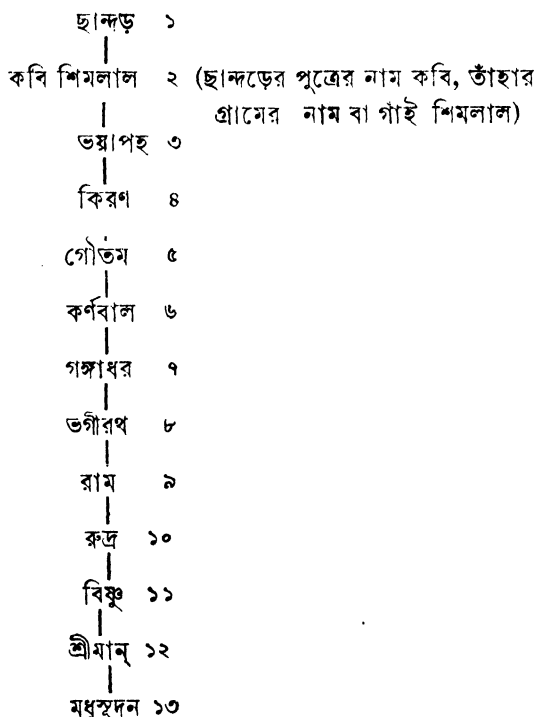 ছান্দড় ১
কবি শিমলাল ২ (ছান্দড়ের পুত্রের নাম কবি, তাঁহার
গ্রামের নাম বা গাঁই শিমলাল)
ভয়াপহ ৩
কিরণ ৪
গৌতম ৫
কর্ণবাল ৬
গঙ্গাধর ৭
ভগীরথ ৮
রাম ৯
রুদ্র ১০
বিষ্ণু ১১
শ্রীমান্ ১২
মধুসূদন ১৩